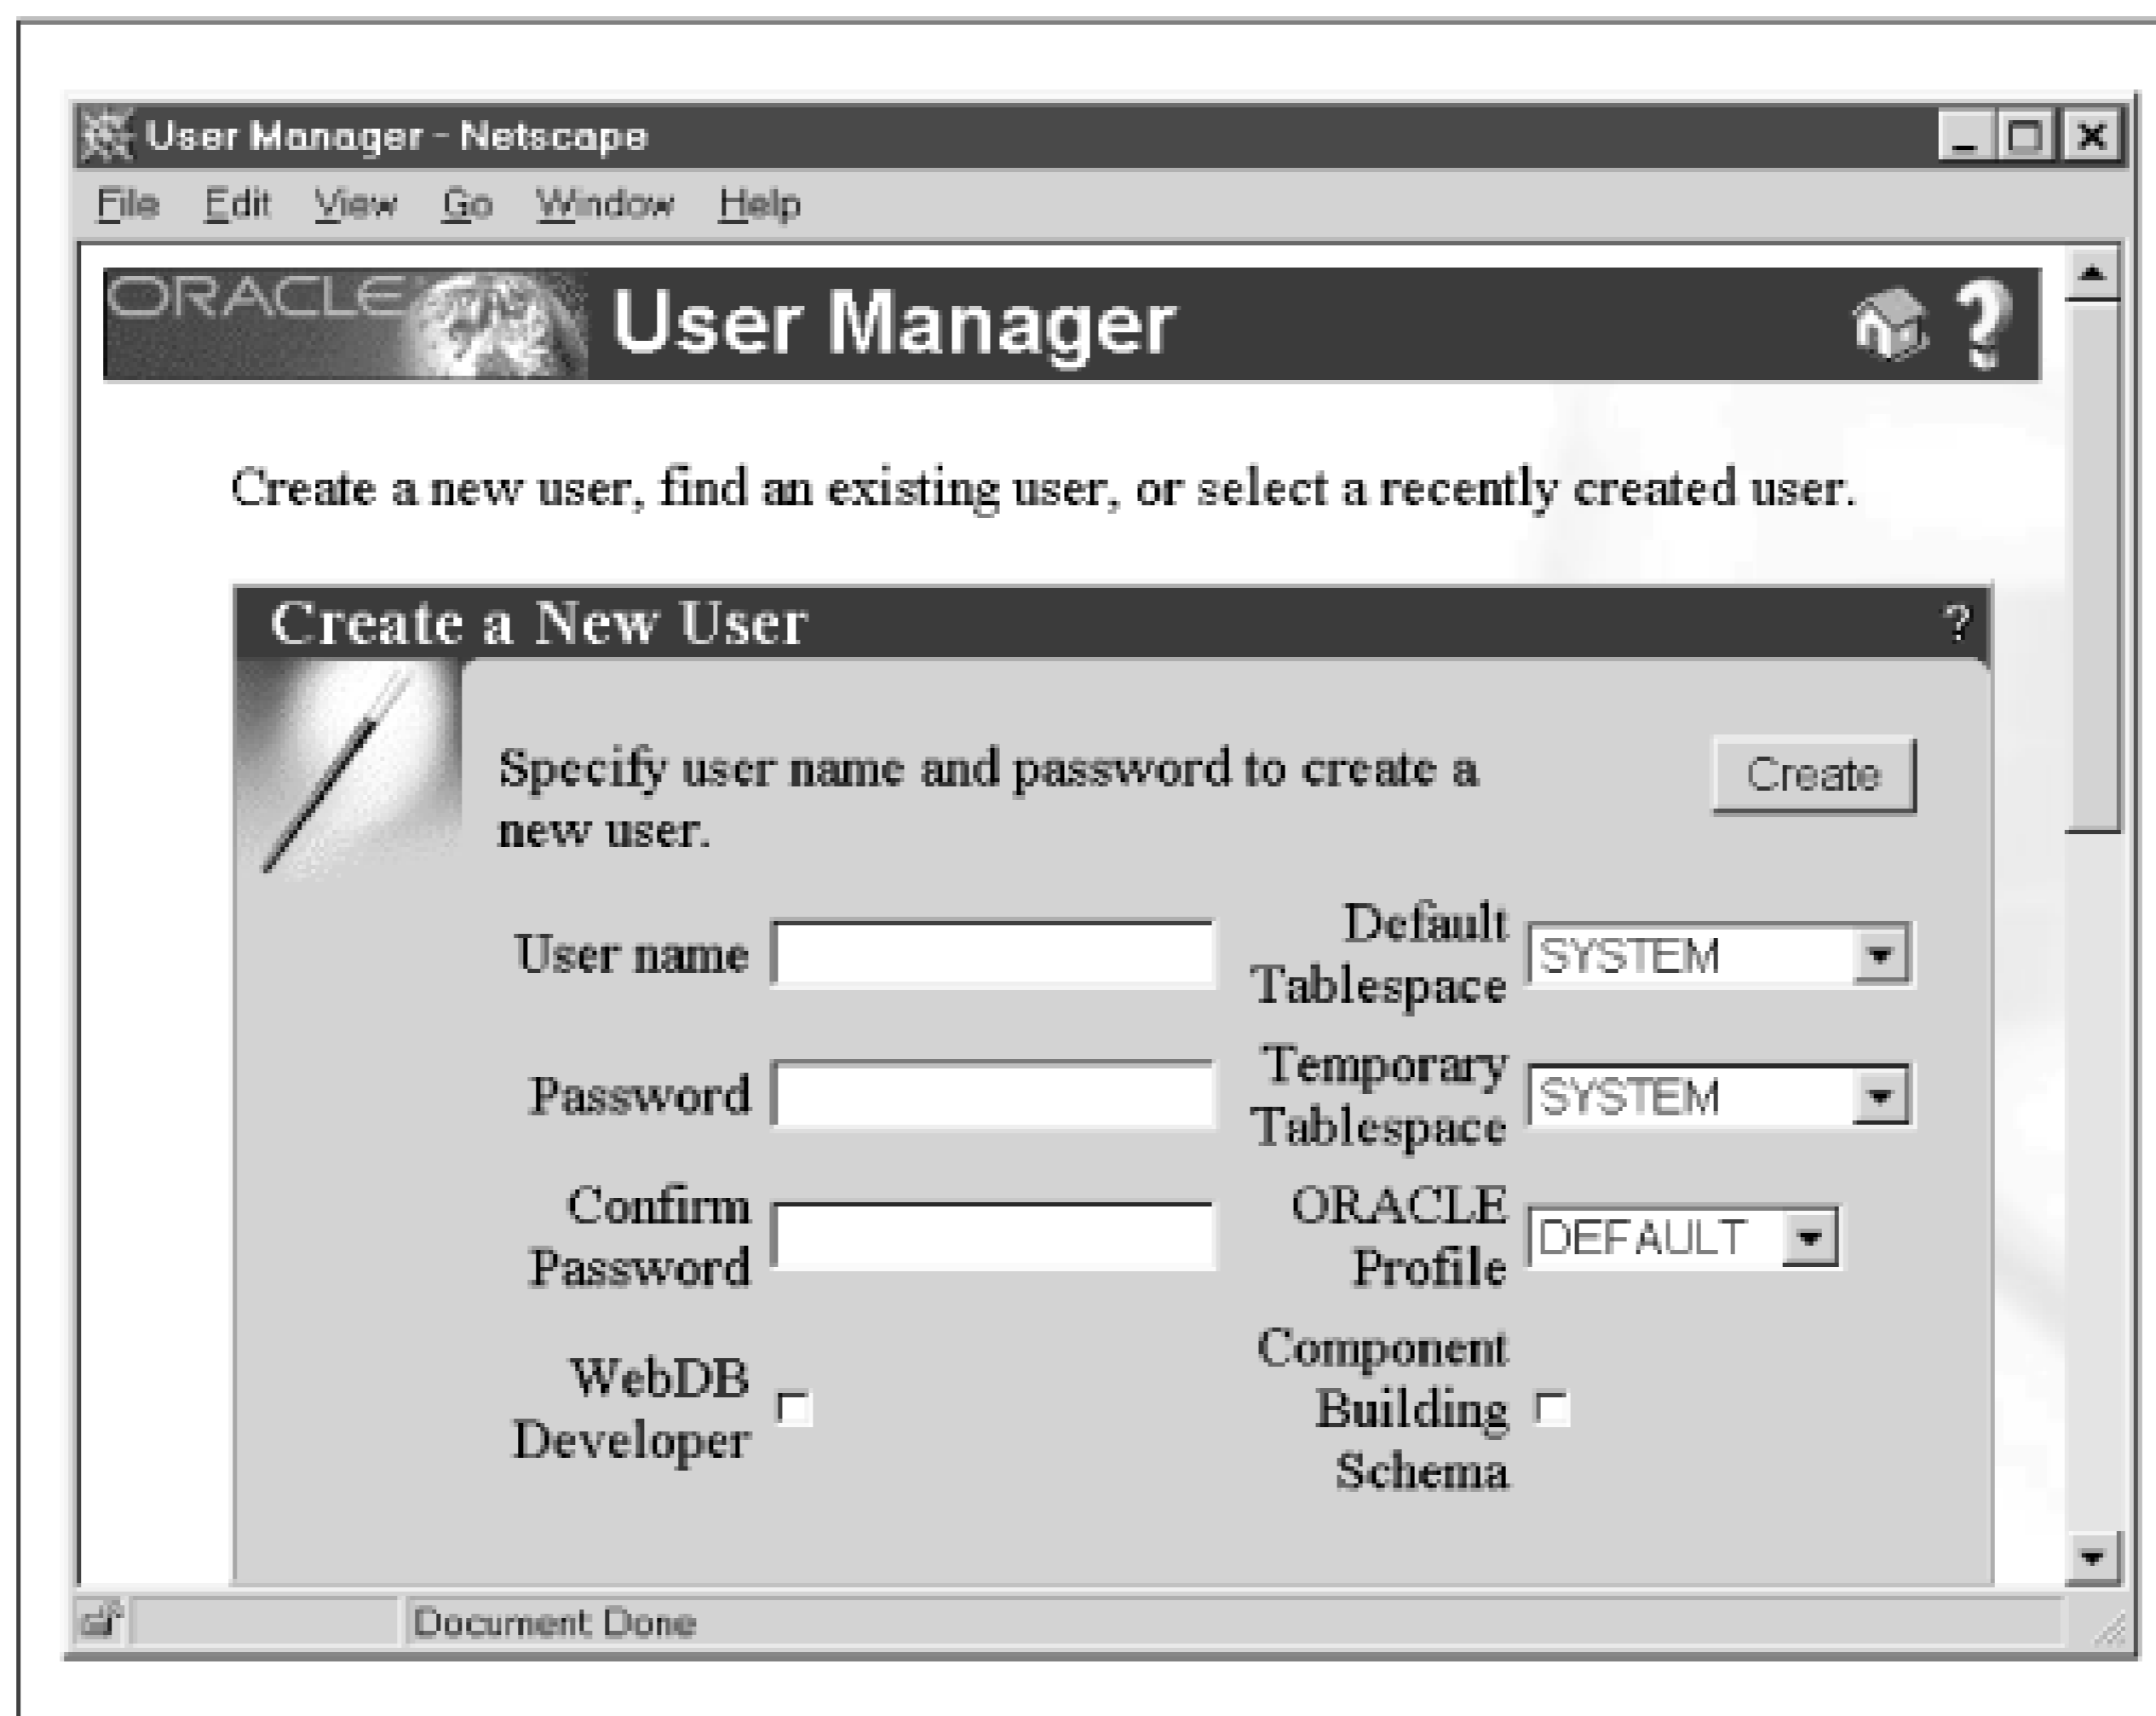 User Manager - Netscape
File Edit View Go Window Help
ORACLE User Manager ?
Create a new user, find an existing user, or select a recently created user.
Create a New User ?
Specify user name and password to create a
new user.
Create
User name
Default
Tablespace
SYSTEM
Password
Temporary
Tablespace
SYSTEM
Confirm
Password
ORACLE
Profile
DEFAULT
WebDB
Developer
Component
Building
Schema
Document: Done